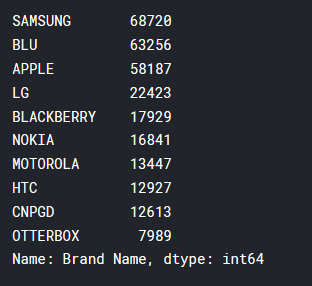 SAMSUNG 68720
BLU 63256
APPLE 58187
LG 22423
BLACKBERRY 17929
NOKIA 16841
MOTOROLA 13447
HTC 12927
CNPGD 12613
OTTERBOX 7989
Name: Brand Name, dtype: int64